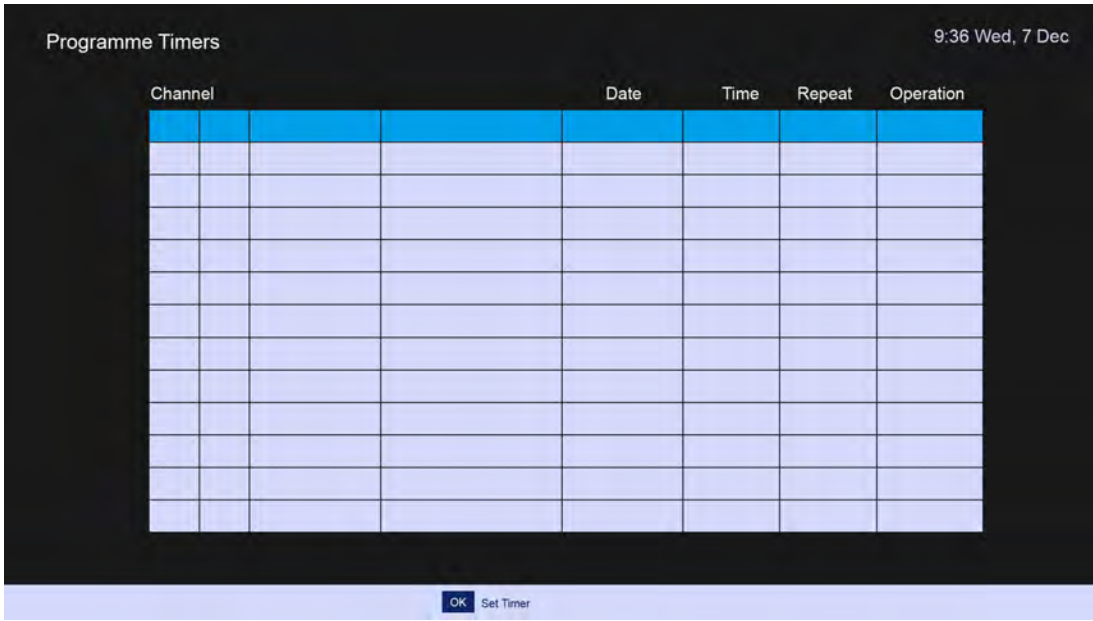 Programme Timers
9:36 Wed, 7 Dec
Channel Date Time Repeat Operation
OK Set Timer